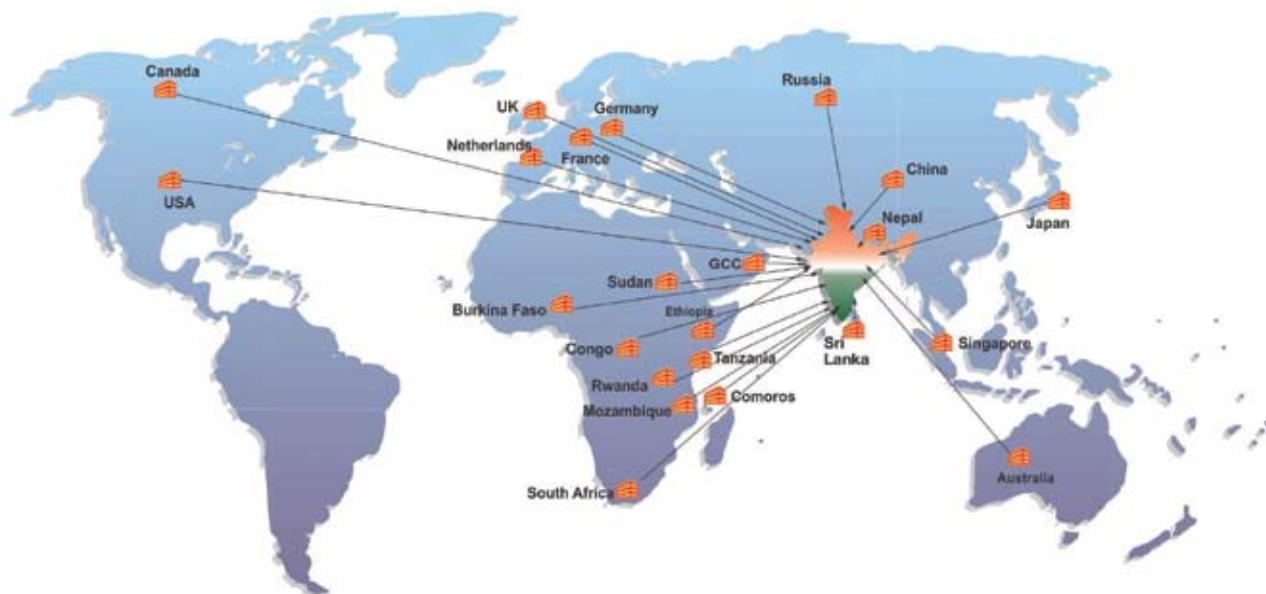 Canada
Russia
UK
Germany
Netherlands
France
China
USA
Nepal
Japan
GCC
Sudan
Burkina Faso
Ethiopia
Congo
Sri
Lanka
Singapore
Tanzania
Rwanda
Comoros
Mozambique
Australia
South Africa